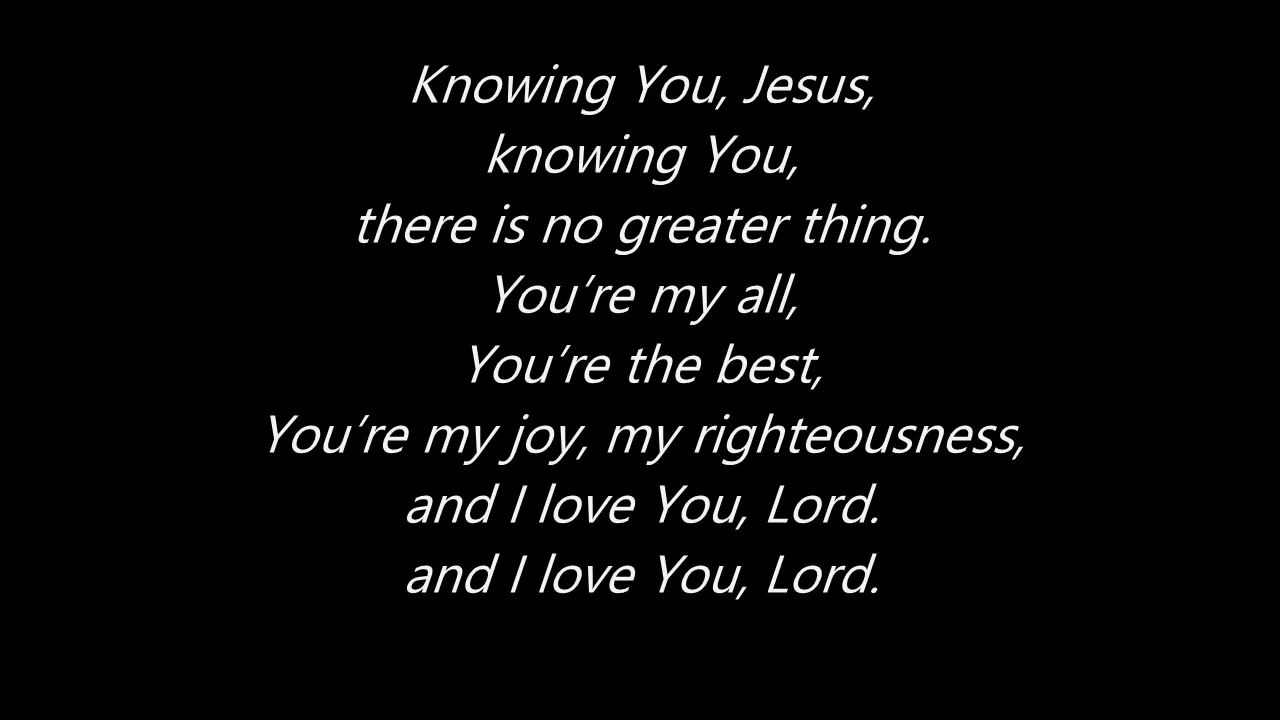 Knowing You, Jesus,
knowing You,
there is no greater thing.
You’re my all,
You’re the best,
You’re my joy, my righteousness,
and I love You, Lord.
and I love You, Lord.